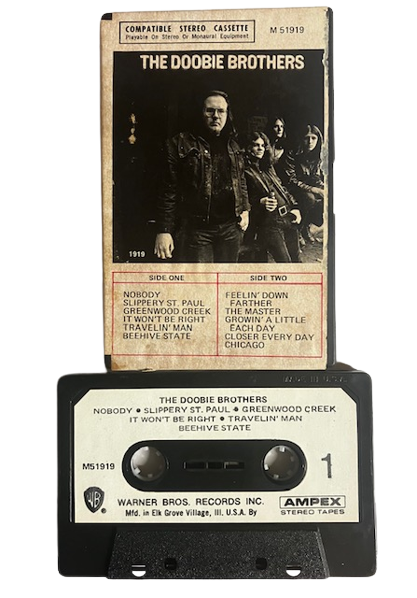 COMPATIBLE STEREO CASSETTE
Playable On Stereo Or Monaural Equipment
M 51919
THE DOOBIE BROTHERS
1919
SIDE ONE
NOBODY
SLIPPERY ST. PAUL
GREENWOOD CREEK
IT WON'T BE RIGHT
TRAVELIN' MAN
BEEHIVE STATE
SIDE TWO
FEELIN' DOWN
FARTHER
THE MASTER
GROWIN' A LITTLE
EACH DAY
CLOSER EVERY DAY
CHICAGO
THE DOOBIE BROTHERS
NOBODY • SLIPPERY ST. PAUL • GREENWOOD CREEK
IT WON'T BE RIGHT • TRAVELIN' MAN
BEEHIVE STATE
M51919
1
WB
®
WARNER BROS. RECORDS INC.
Mfd. in Elk Grove Village, Ill. U.S.A. By
AMPEX
STEREO TAPES